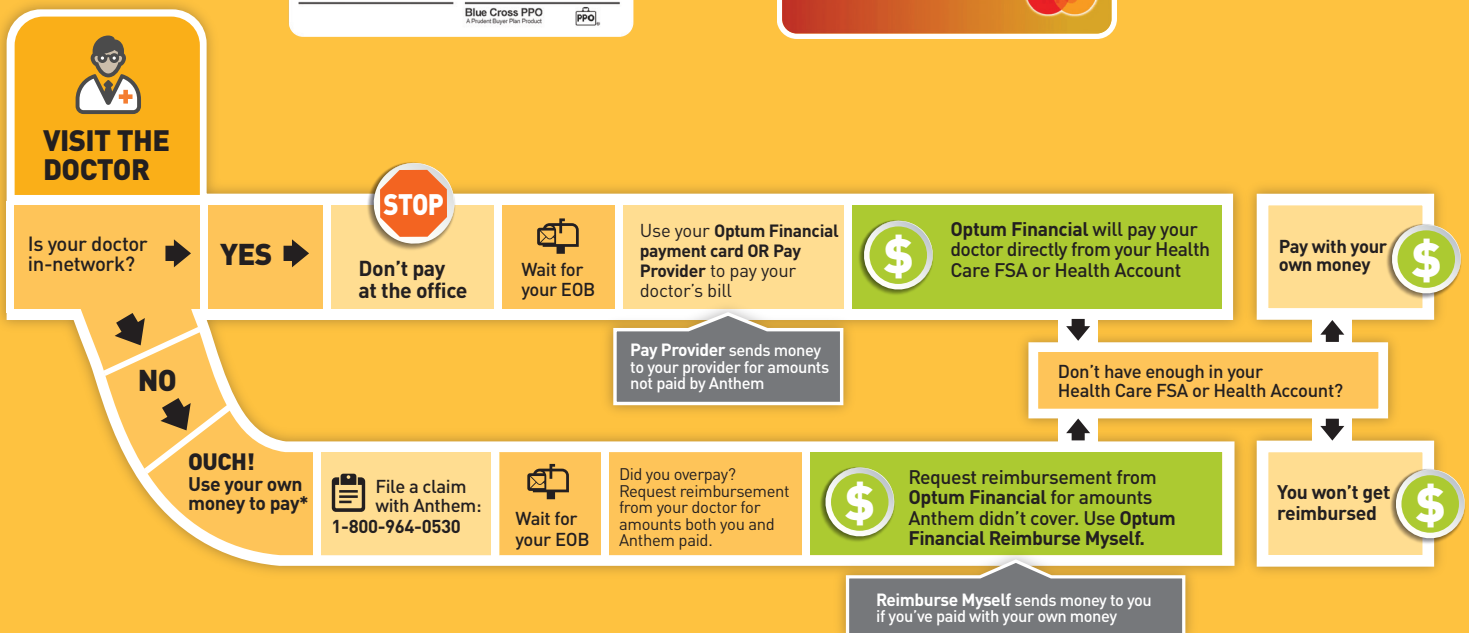 Blue Cross PPO
A Prudent Buyer Plan Product
PPO
VISIT THE
DOCTOR
Is your doctor
in-network?
YES
STOP
Don't pay
at the office
Wait for
your EOB
Use your Optum Financial
payment card OR Pay
Provider to pay your
doctor's bill
$
Optum Financial will pay your
doctor directly from your Health
Care FSA or Health Account
Pay with your
own money
$
Pay Provider sends money
to your provider for amounts
not paid by Anthem
Don't have enough in your
Health Care FSA or Health Account?
NO
OUCH!
Use your own
money to pay*
File a claim
with Anthem:
1-800-964-0530
Wait for
your EOB
Did you overpay?
Request reimbursement
from your doctor for
amounts both you and
Anthem paid.
$
Request reimbursement from
Optum Financial for amounts
Anthem didn't cover. Use Optum
Financial Reimburse Myself.
You won't get
reimbursed
$
Reimburse Myself sends money to you
if you've paid with your own money